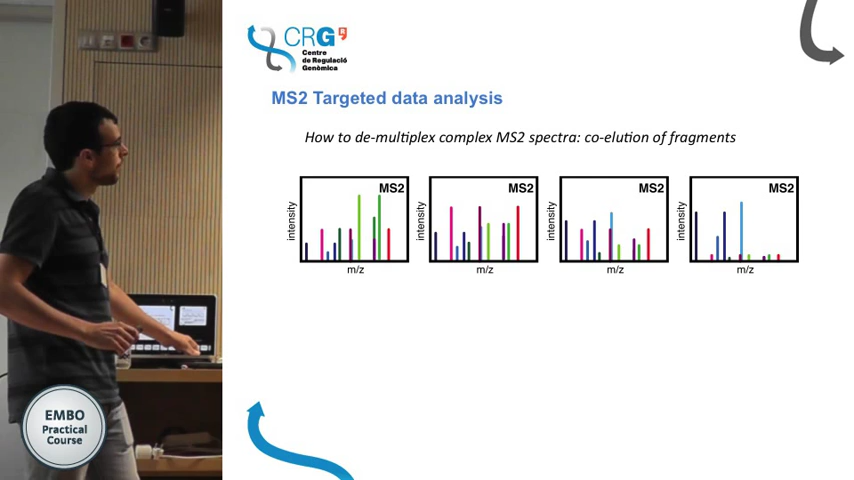 CRG
R
Centre
de Regulació
Genòmica
MS2 Targeted data analysis
How to de-multiplex complex MS2 spectra: co-elution of fragments
MS2
MS2
MS2
MS2
intensity
intensity
intensity
intensity
m/z
m/z
m/z
m/z
EMBO
Practical
Course